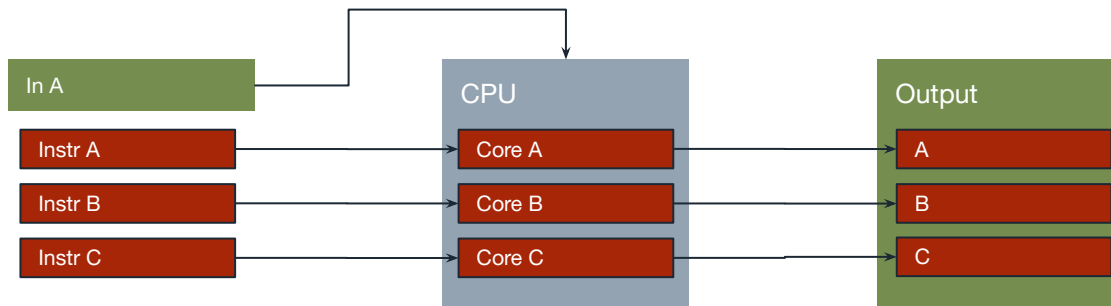 In A
CPU
Output
Instr A
Core A
A
Instr B
Core B
B
Instr C
Core C
C